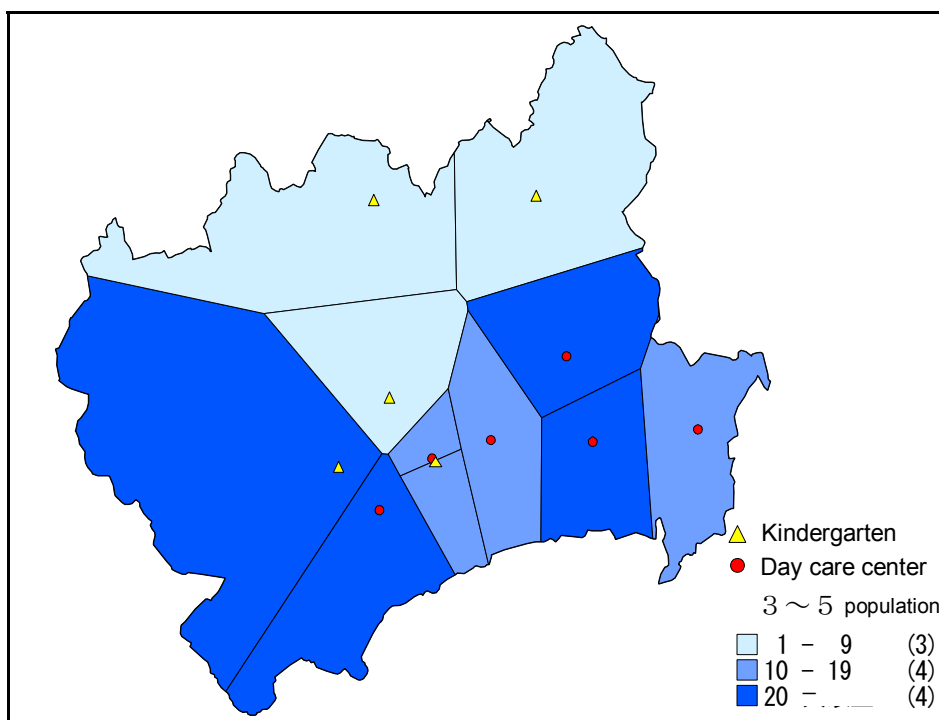 Kindergarten
Day care center
３～５ population
1 - 9 (3)
10 - 19 (4)
20 - (4)